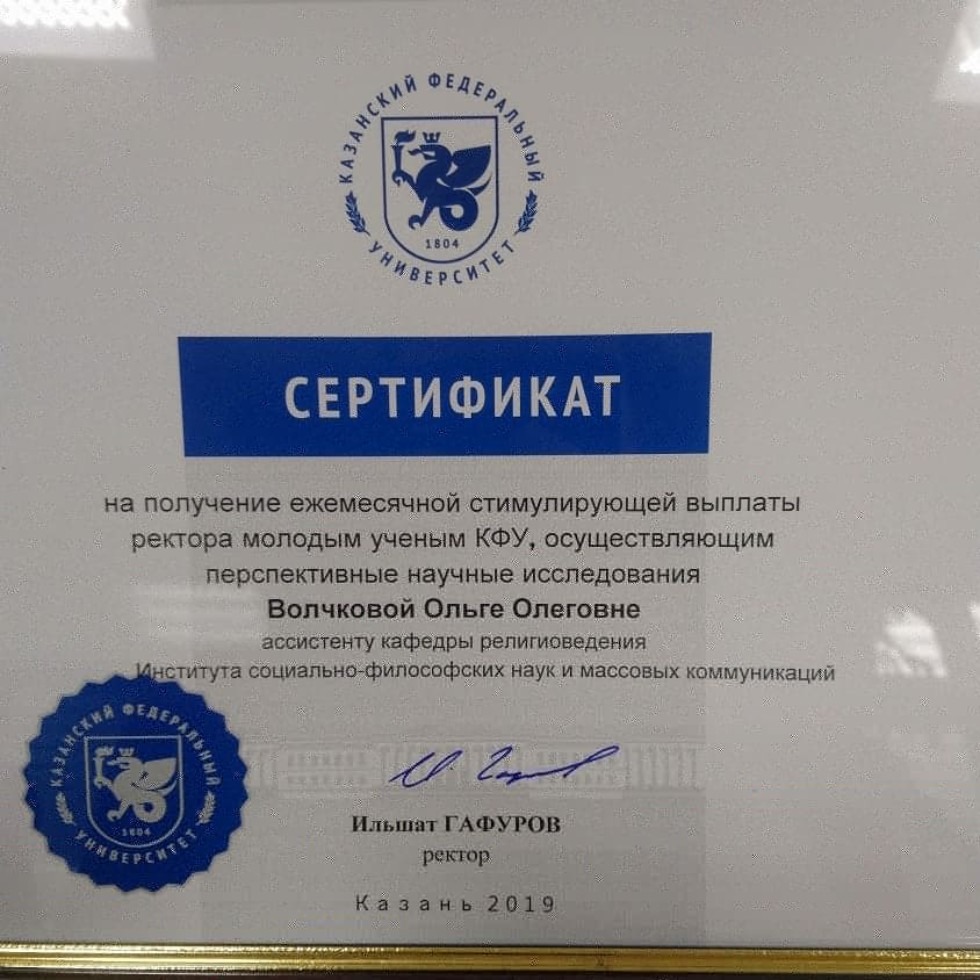 КАЗАНСКИЙ ФЕДЕРАЛЬНЫЙ
УНИВЕРСИТЕТ
1804
СЕРТИФИКАТ
на получение ежемесячной стимулирующей выплаты
ректора молодым ученым КФУ, осуществляющим
перспективные научные исследования
Волчковой Ольге Олеговне
ассистенту кафедры религиоведения
Института социально-философских наук и массовых коммуникаций
КАЗАНСКИЙ ФЕДЕРАЛЬНЫЙ
УНИВЕРСИТЕТ
1804
Ильшат ГАФУРОВ
ректор
Казань 2019